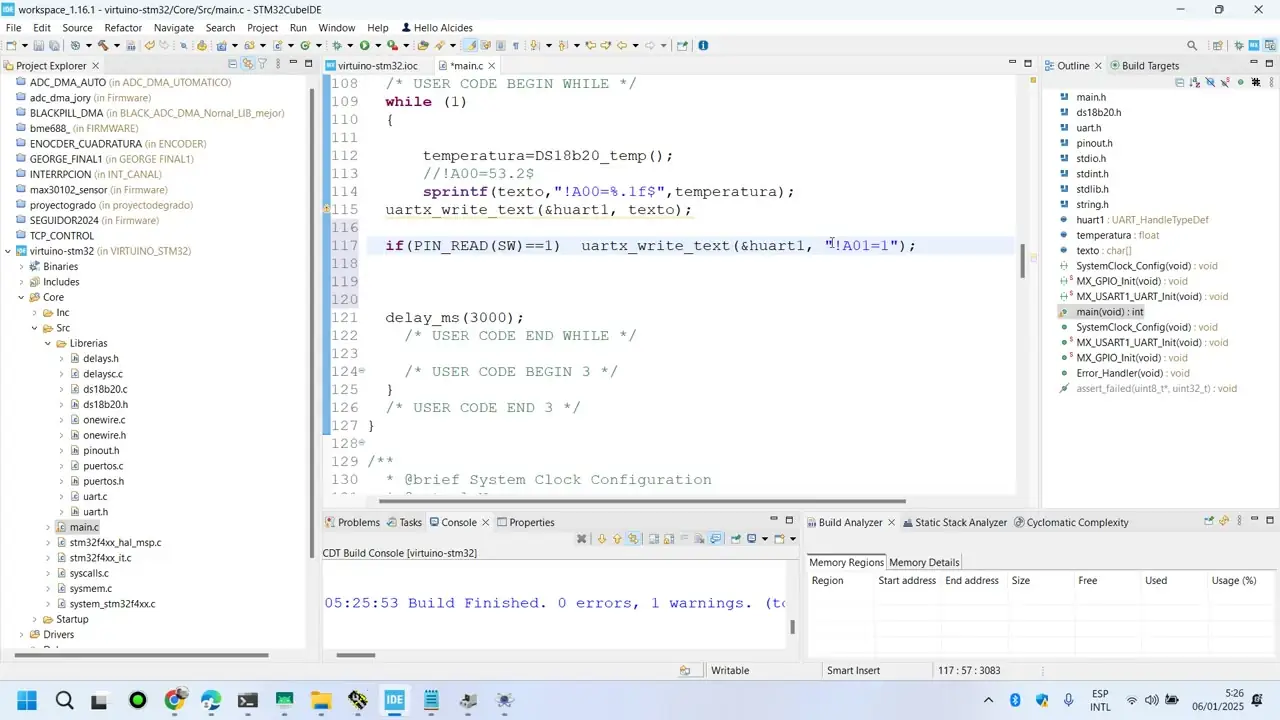 workspace_1.16.1 - virtuino-stm32/Core/Src/main.c - STM32CubeIDE
File Edit Source Refactor Navigate Search Project Run Window Help Hello Alcides
Project Explorer
ADC_DMA_AUTO (in ADC_DMA_UTOMATICO)
adc_dma_jory (in Firmware)
BLACKPILL_DMA (in BLACK_ADC_DMA_Nornal_LIB_mejor)
bme688_ (in FIRMWARE)
ENOCDER_CUADRATURA (in ENCODER)
GEORGE_FINAL1 (in GEORGE FINAL1)
INTERRPCION (in INT_CANAL)
max30102_sensor (in Firmware)
proyectogrado (in proyectodegrado)
SEGUIDOR2024 (in Firmware)
TCP_CONTROL
virtuino-stm32 (in Firmware)
Binaries
Includes
Core
Inc
Src
Librerias
delays.h
delaysc.c
ds18b20.c
ds18b20.h
onewire.c
onewire.h
pinout.h
puertos.c
puertos.h
uart.c
uart.h
main.c
stm32f4xx_hal_msp.c
stm32f4xx_it.c
syscalls.c
sysmem.c
system_stm32f4xx.c
Startup
Drivers
virtuino-stm32.ioc *main.c
108 /* USER CODE BEGIN WHILE */
109 while (1)
110 {
111
112 temperatura=DS18b20_temp();
113 //!A00=53.2$
114 sprintf(texto,"!A00=%.1f$",temperatura);
115 uartx_write_text(&huart1, texto);
116
117 if(PIN_READ(SW)==1)  uartx_write_text(&huart1, "!A01=1");
118
119
120
121 delay_ms(3000);
122 /* USER CODE END WHILE */
123
124 /* USER CODE BEGIN 3 */
125 }
126 /* USER CODE END 3 */
127 }
128
129 /**
130 * @brief System Clock Configuration
Outline Build Targets
main.h
ds18b20.h
uart.h
pinout.h
stdio.h
stdint.h
stdlib.h
string.h
huart1 : UART_HandleTypeDef
temperatura : float
texto : char[]
SystemClock_Config(void) : void
MX_GPIO_Init(void) : void
MX_USART1_UART_Init(void) : void
main(void) : int
SystemClock_Config(void) : void
MX_USART1_UART_Init(void) : void
MX_GPIO_Init(void) : void
Error_Handler(void) : void
assert_failed(uint8_t*, uint32_t) : void
Problems Tasks Console Properties
CDT Build Console [virtuino-stm32]
05:25:53 Build Finished. 0 errors, 1 warnings. (to
Build Analyzer Static Stack Analyzer Cyclomatic Complexity
Memory Regions Memory Details
Region Start address End address Size Free Used Usage (%)
Writable Smart Insert 117 : 57 : 3083
IDE
ESP
INTL
5:26
06/01/2025